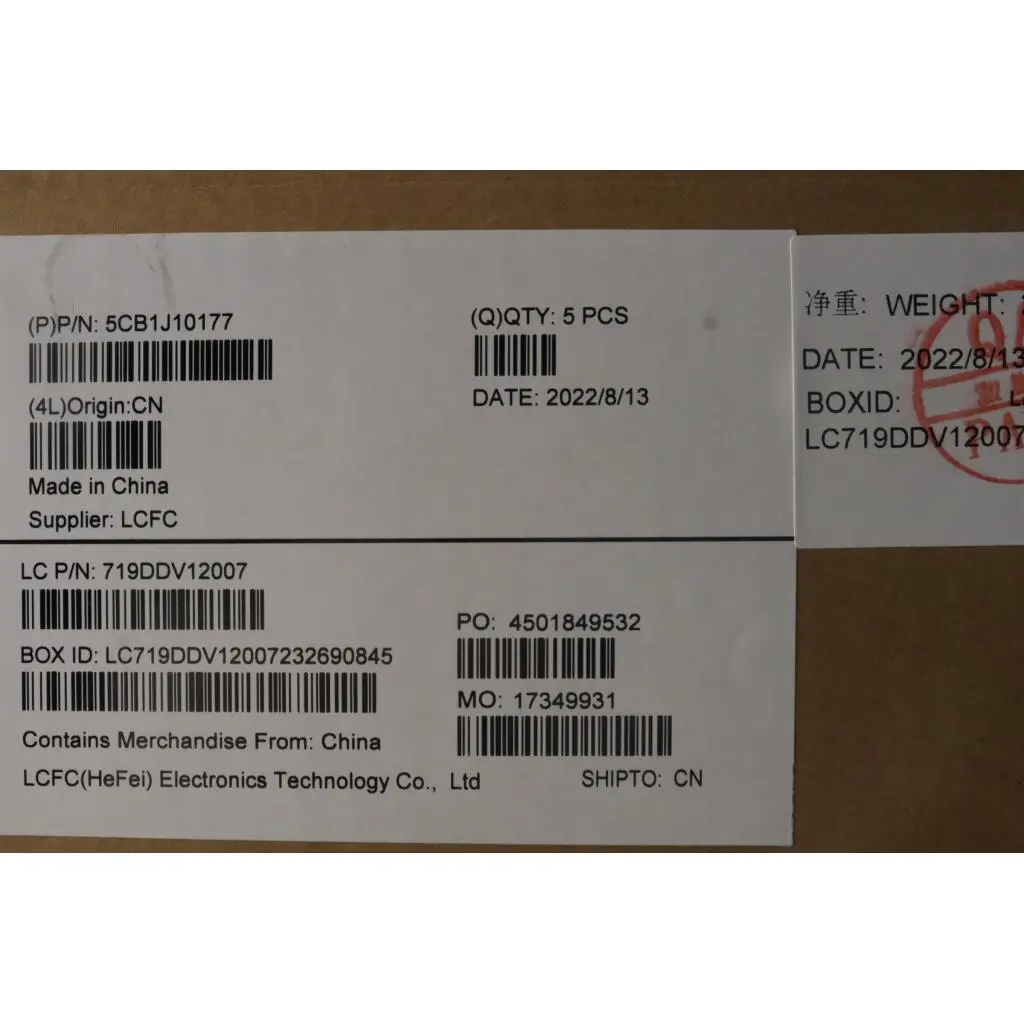 (P)P/N: 5CB1J10177
(Q)QTY: 5 PCS
(4L)Origin:CN
DATE: 2022/8/13
Made in China
Supplier: LCFC
LC P/N: 719DDV12007
PO: 4501849532
BOX ID: LC719DDV12007232690845
MO: 17349931
Contains Merchandise From: China
LCFC(HeFei) Electronics Technology Co., Ltd
SHIPTO: CN
净重: WEIGHT:
DATE: 2022/8/13
BOXID:
LC719DDV12007